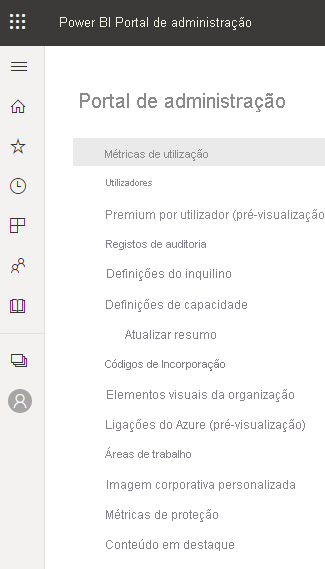 Power BI Portal de administração
Portal de administração
Métricas de utilização
Utilizadores
Premium por utilizador (pré-visualização
Registos de auditoria
Definições do inquilino
Definições de capacidade
Atualizar resumo
Códigos de Incorporação
Elementos visuais da organização
Ligações do Azure (pré-visualização)
Áreas de trabalho
Imagem corporativa personalizada
Métricas de proteção
Conteúdo em destaque